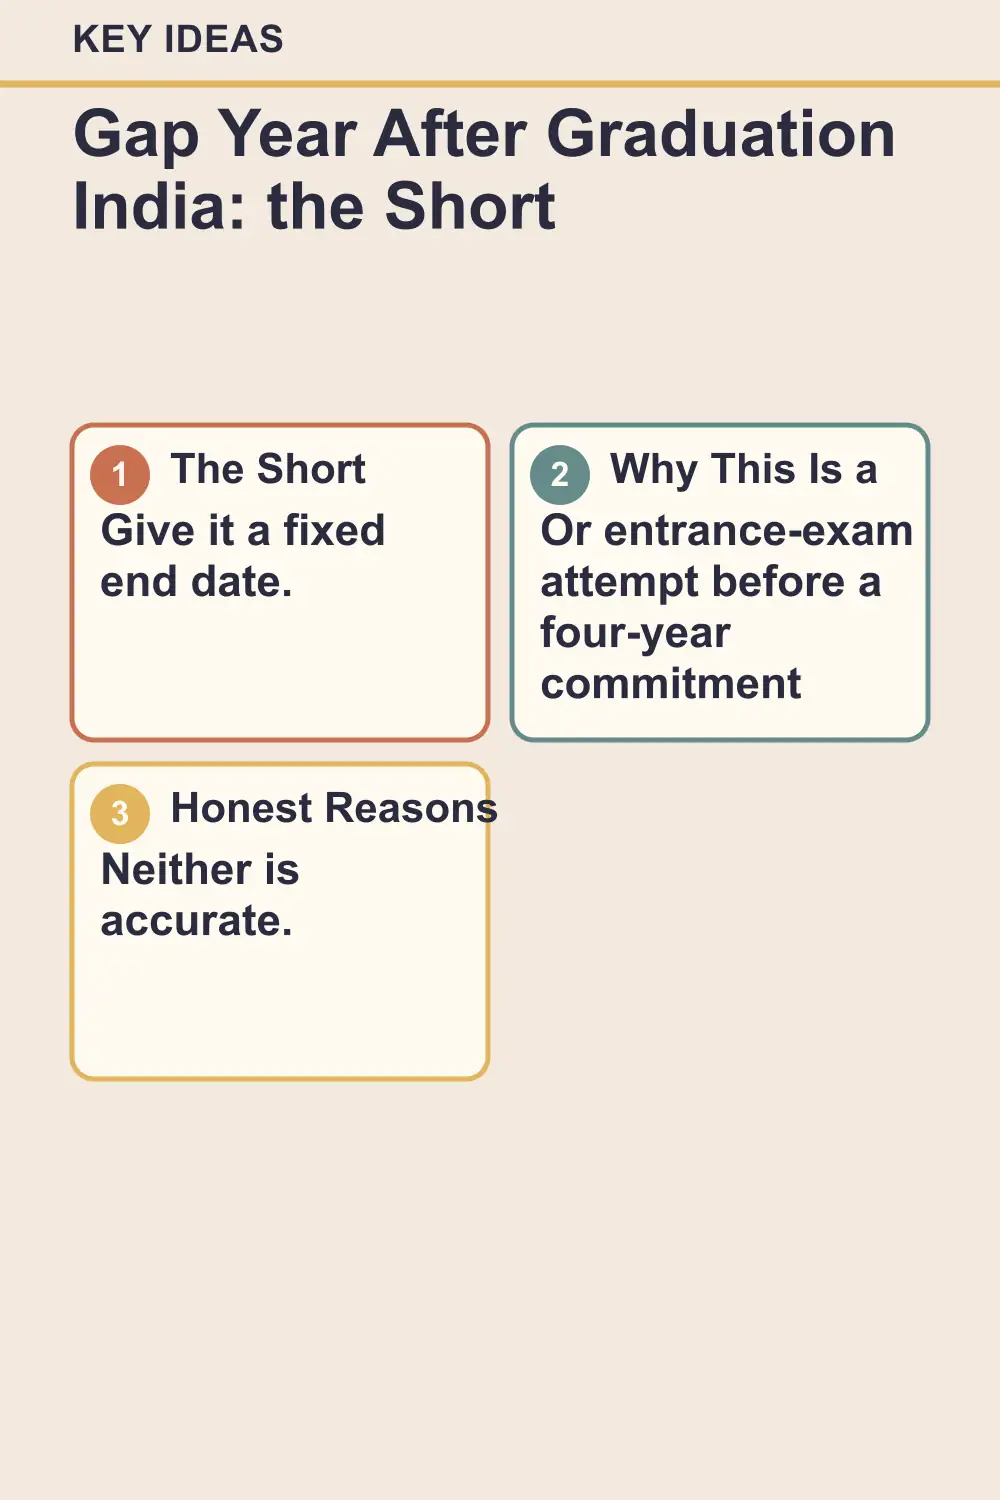 KEY IDEAS
Gap Year After Graduation
India: the Short
1 The Short
Give it a fixed
end date.
2 Why This Is a
Or entrance-exam
attempt before a
four-year
commitment
3 Honest Reasons
Neither is
accurate.